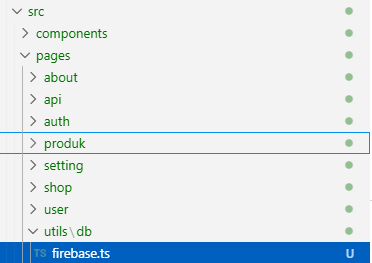 src
components
pages
about
api
auth
produk
setting
shop
user
utils\db
TS firebase.ts U